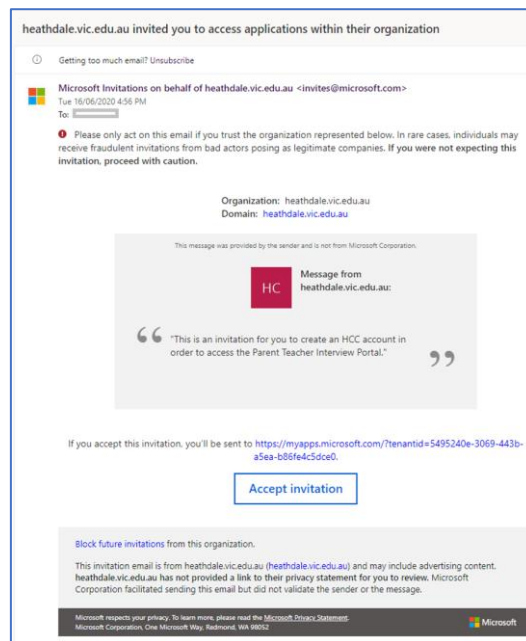 heathdale.vic.edu.au invited you to access applications within their organization
Getting too much email? Unsubscribe
Microsoft Invitations on behalf of heathdale.vic.edu.au <invites@microsoft.com>
Tue 16/06/2020 4:56 PM
To:
Please only act on this email if you trust the organization represented below. In rare cases, individuals may
receive fraudulent invitations from bad actors posing as legitimate companies. If you were not expecting this
invitation, proceed with caution.
Organization: heathdale.vic.edu.au
Domain: heathdale.vic.edu.au
This message was provided by the sender and is not from Microsoft Corporation.
HC
Message from
heathdale.vic.edu.au:
"This is an invitation for you to create an HCC account in
order to access the Parent Teacher Interview Portal."
If you accept this invitation, you'll be sent to https://myapps.microsoft.com/?tenantid=5495240e-3069-443b-
a5ea-b86fe4c5dce0.
Accept invitation
Block future invitations from this organization.
This invitation email is from heathdale.vic.edu.au (heathdale.vic.edu.au) and may include advertising content.
heathdale.vic.edu.au has not provided a link to their privacy statement for you to review. Microsoft
Corporation facilitated sending this email but did not validate the sender or the message.
Microsoft respects your privacy. To learn more, please read the Microsoft Privacy Statement.
Microsoft Corporation, One Microsoft Way, Redmond, WA 98052
Microsoft